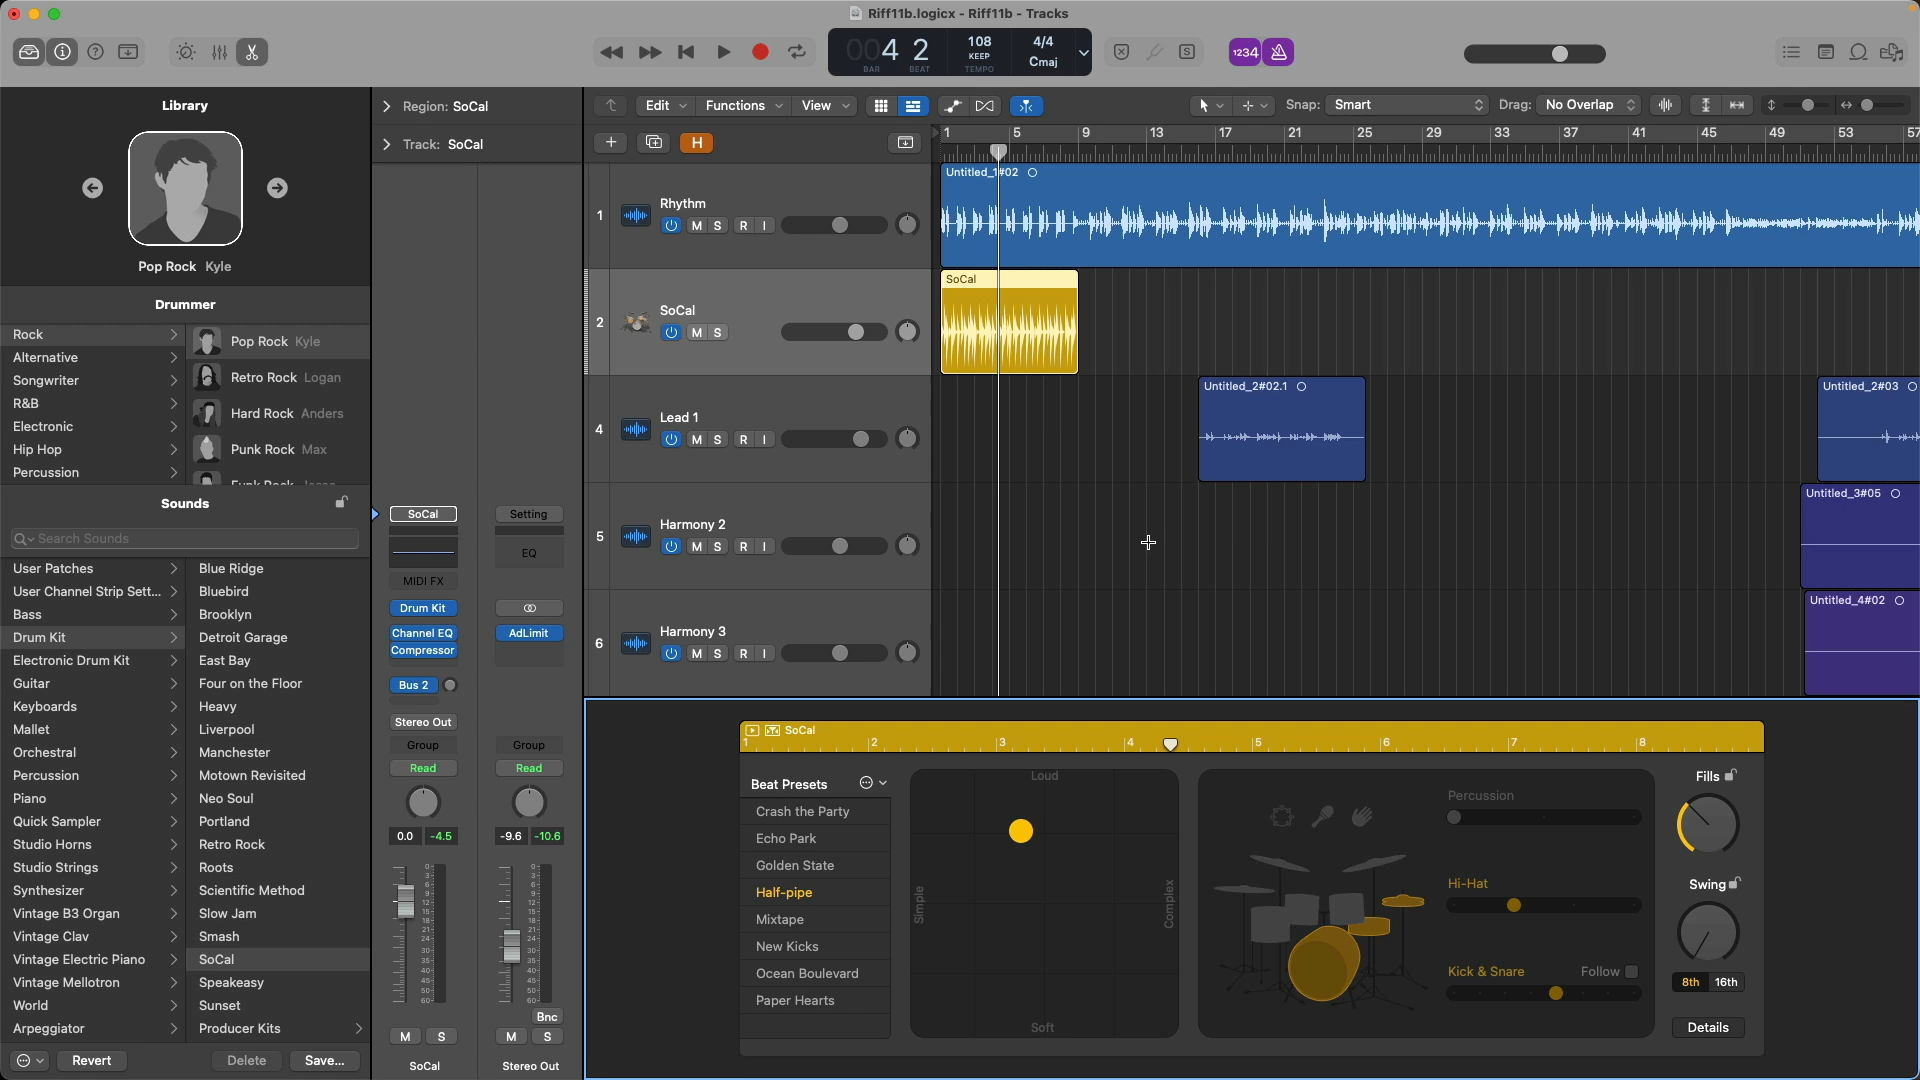 Riff11b.logicx - Riff11b - Tracks
004 2
BAR BEAT
108
KEEP
TEMPO
4/4
Cmaj
S
1234
Library
Pop Rock Kyle
Drummer
Rock
Alternative
Songwriter
R&B
Electronic
Hip Hop
Percussion
Pop Rock Kyle
Retro Rock Logan
Hard Rock Anders
Punk Rock Max
Sounds
Search Sounds
User Patches
User Channel Strip Sett...
Bass
Drum Kit
Electronic Drum Kit
Guitar
Keyboards
Mallet
Orchestral
Percussion
Piano
Quick Sampler
Studio Horns
Studio Strings
Synthesizer
Vintage B3 Organ
Vintage Clav
Vintage Electric Piano
Vintage Mellotron
World
Arpeggiator
Blue Ridge
Bluebird
Brooklyn
Detroit Garage
East Bay
Four on the Floor
Heavy
Liverpool
Manchester
Motown Revisited
Neo Soul
Portland
Retro Rock
Roots
Scientific Method
Slow Jam
Smash
SoCal
Speakeasy
Sunset
Producer Kits
Revert Delete Save...
Region: SoCal
Track: SoCal
SoCal
MIDI FX
Drum Kit
Channel EQ
Compressor
Bus 2
Stereo Out
Group
Read
0.0 -4.5
M S
SoCal
Setting
EQ
AdLimit
Group
Read
-9.6 -10.6
Bnc
M S
Stereo Out
Edit Functions View
Snap: Smart
Drag: No Overlap
H
1 5 9 13 17 21 25 29 33 37 41 45 49 53 57
1 Rhythm
M S R I
2 SoCal
M S
4 Lead 1
M S R I
5 Harmony 2
M S R I
6 Harmony 3
M S R I
Untitled_1#02
SoCal
Untitled_2#02.1
Untitled_2#03
Untitled_3#05
Untitled_4#02
SoCal
1 2 3 4 5 6 7 8
Beat Presets
Crash the Party
Echo Park
Golden State
Half-pipe
Mixtape
New Kicks
Ocean Boulevard
Paper Hearts
Loud
Simple
Complex
Soft
Percussion
Hi-Hat
Kick & Snare Follow
Fills
Swing
8th 16th
Details